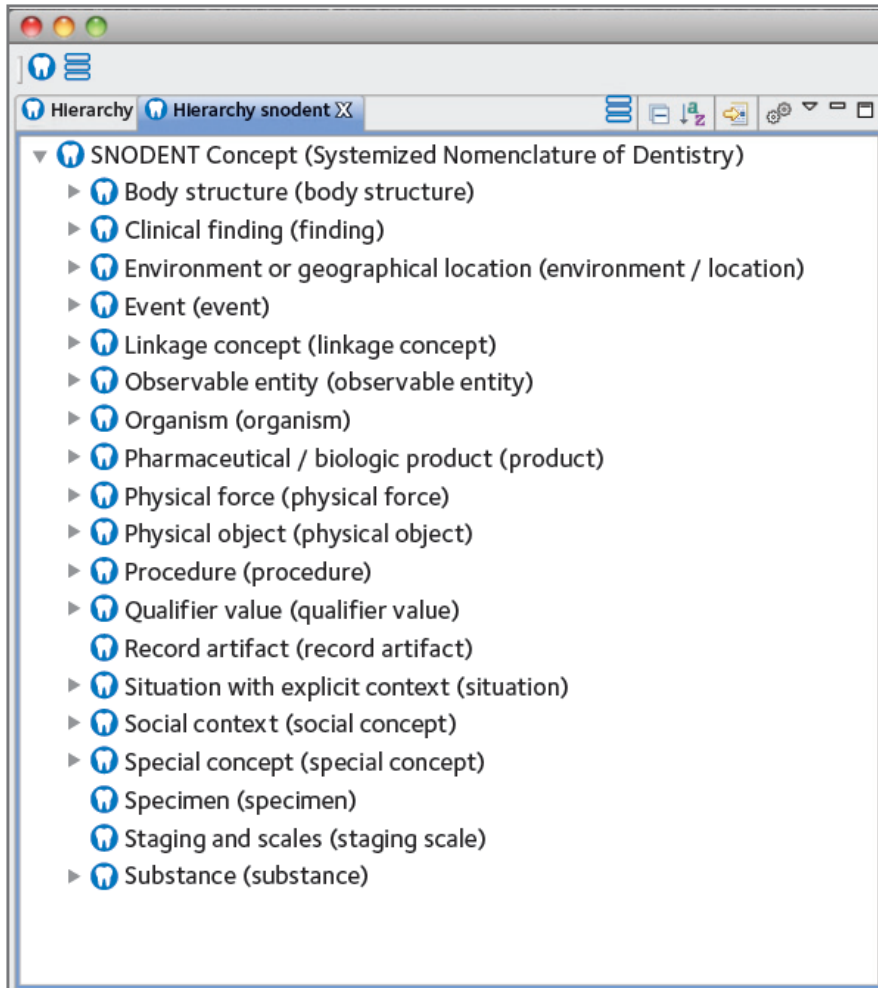 Hierarchy Hierarchy snodent
SNODENT Concept (Systemized Nomenclature of Dentistry)
Body structure (body structure)
Clinical finding (finding)
Environment or geographical location (environment / location)
Event (event)
Linkage concept (linkage concept)
Observable entity (observable entity)
Organism (organism)
Pharmaceutical / biologic product (product)
Physical force (physical force)
Physical object (physical object)
Procedure (procedure)
Qualifier value (qualifier value)
Record artifact (record artifact)
Situation with explicit context (situation)
Social context (social concept)
Special concept (special concept)
Specimen (specimen)
Staging and scales (staging scale)
Substance (substance)